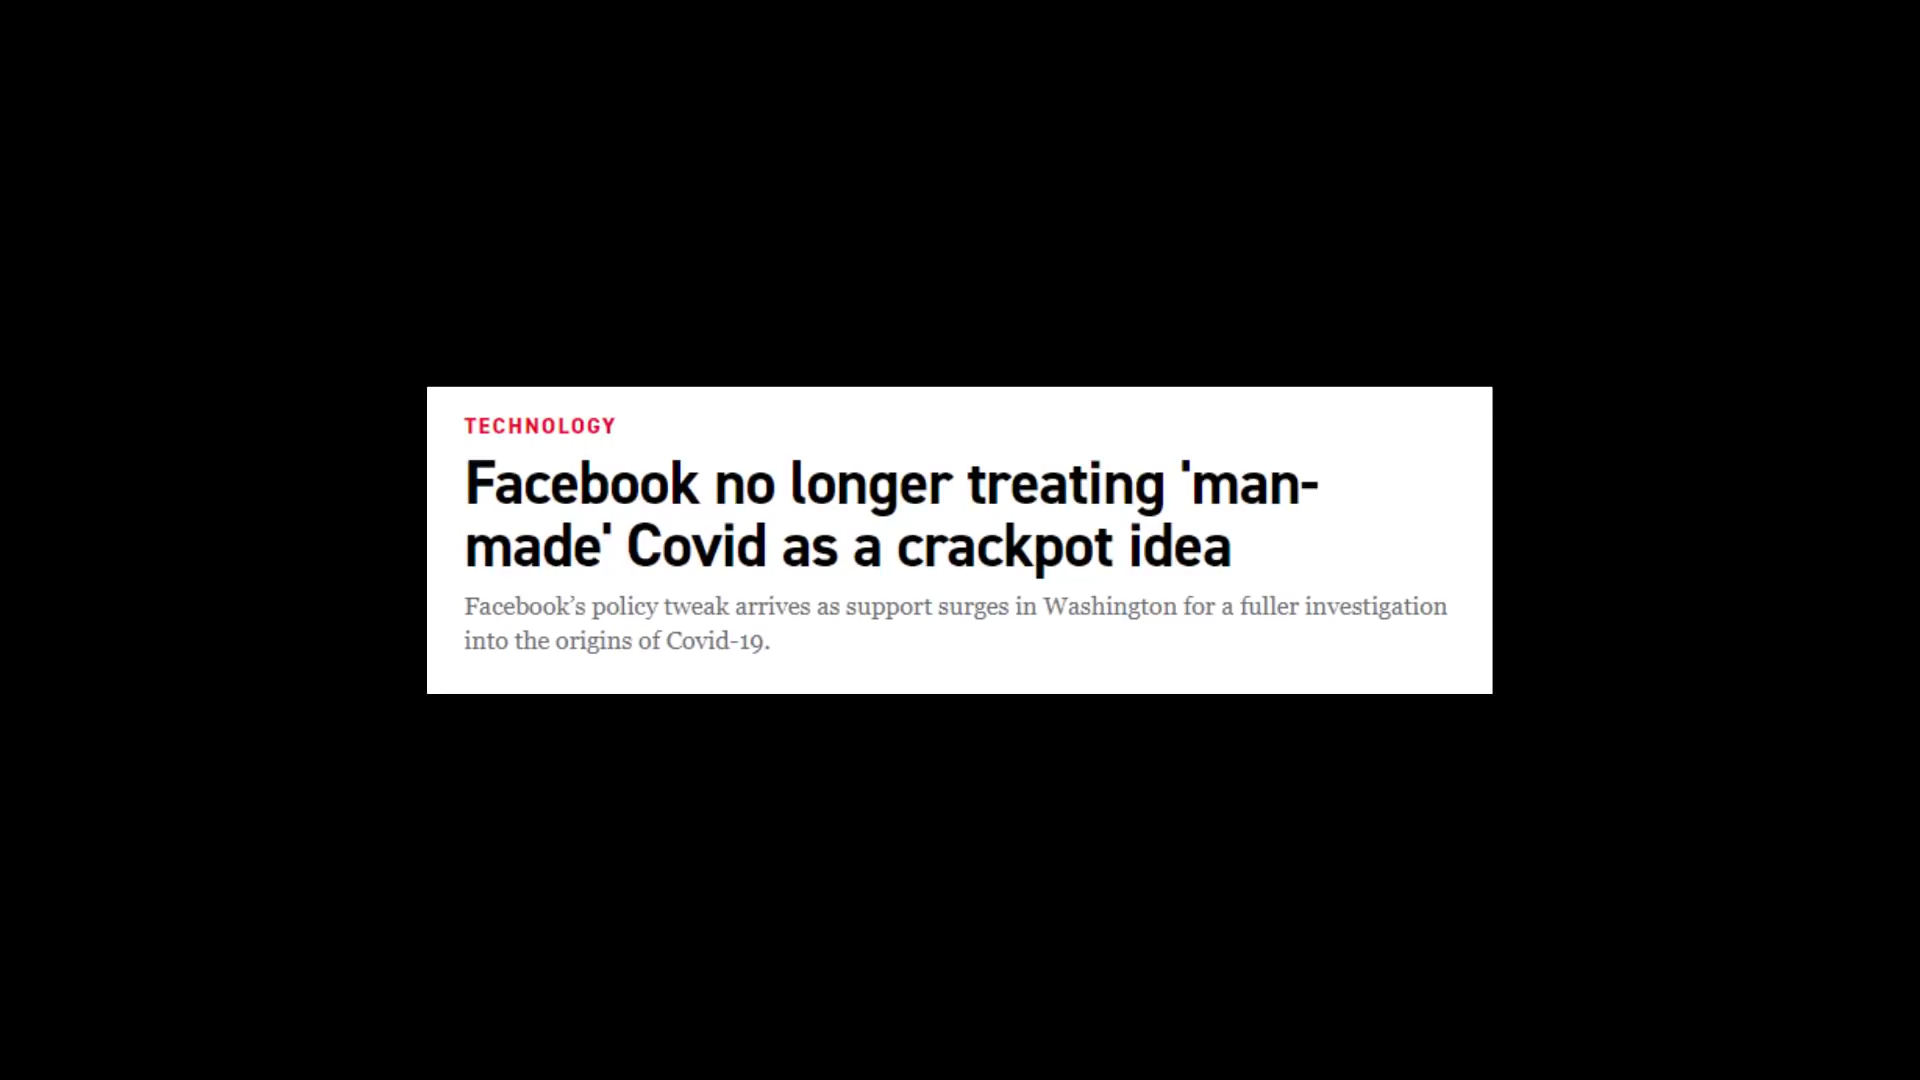 TECHNOLOGY
Facebook no longer treating 'man-
made' Covid as a crackpot idea
Facebook’s policy tweak arrives as support surges in Washington for a fuller investigation
into the origins of Covid-19.